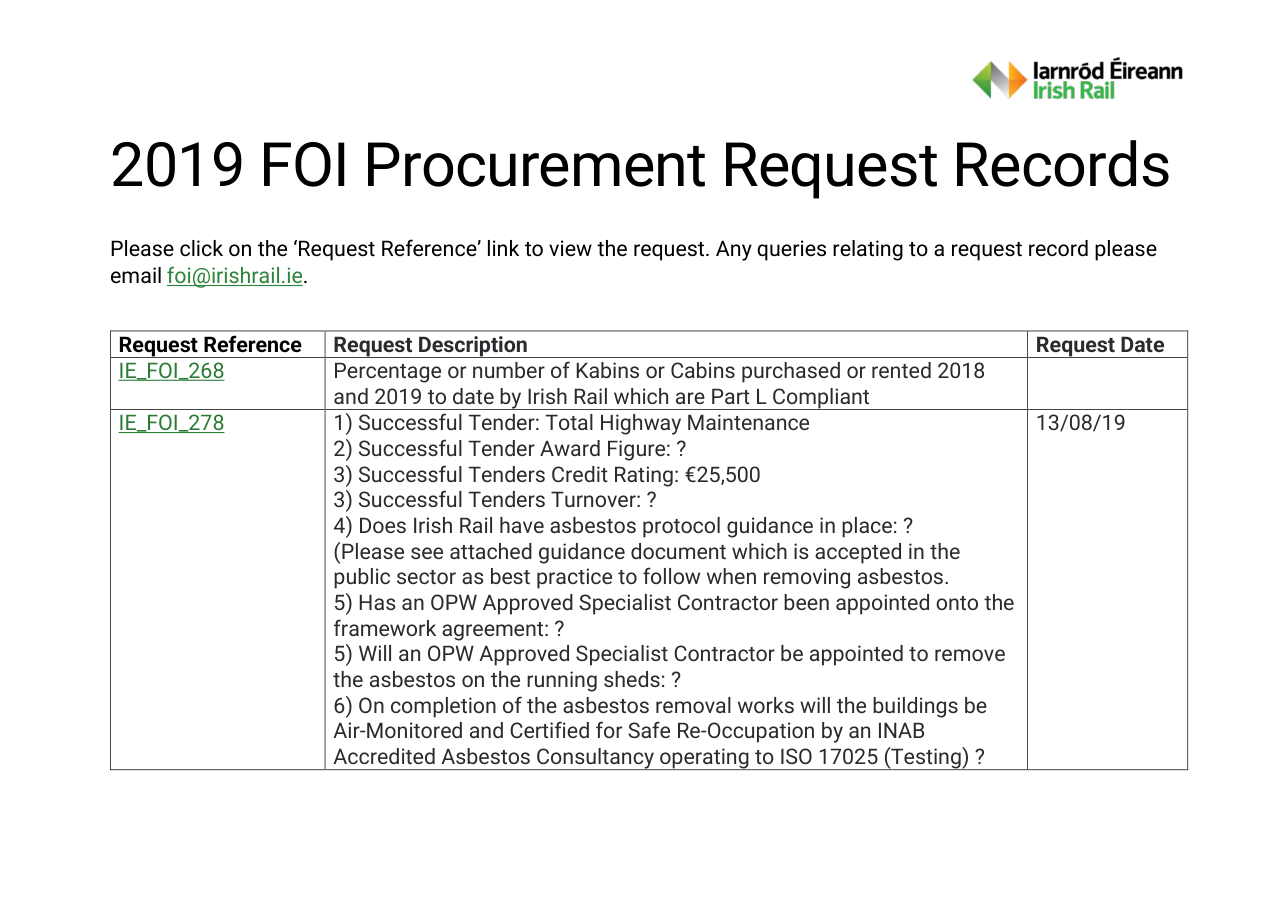 Iarnród Éireann
Irish Rail
2019 FOI Procurement Request Records
Please click on the ‘Request Reference’ link to view the request. Any queries relating to a request record please
email foi@irishrail.ie.
Request Reference Request Description Request Date
IE_FOI_268 Percentage or number of Kabins or Cabins purchased or rented 2018
and 2019 to date by Irish Rail which are Part L Compliant
IE_FOI_278 1) Successful Tender: Total Highway Maintenance 13/08/19
2) Successful Tender Award Figure: ?
3) Successful Tenders Credit Rating: €25,500
3) Successful Tenders Turnover: ?
4) Does Irish Rail have asbestos protocol guidance in place: ?
(Please see attached guidance document which is accepted in the
public sector as best practice to follow when removing asbestos.
5) Has an OPW Approved Specialist Contractor been appointed onto the
framework agreement: ?
5) Will an OPW Approved Specialist Contractor be appointed to remove
the asbestos on the running sheds: ?
6) On completion of the asbestos removal works will the buildings be
Air-Monitored and Certified for Safe Re-Occupation by an INAB
Accredited Asbestos Consultancy operating to ISO 17025 (Testing) ?